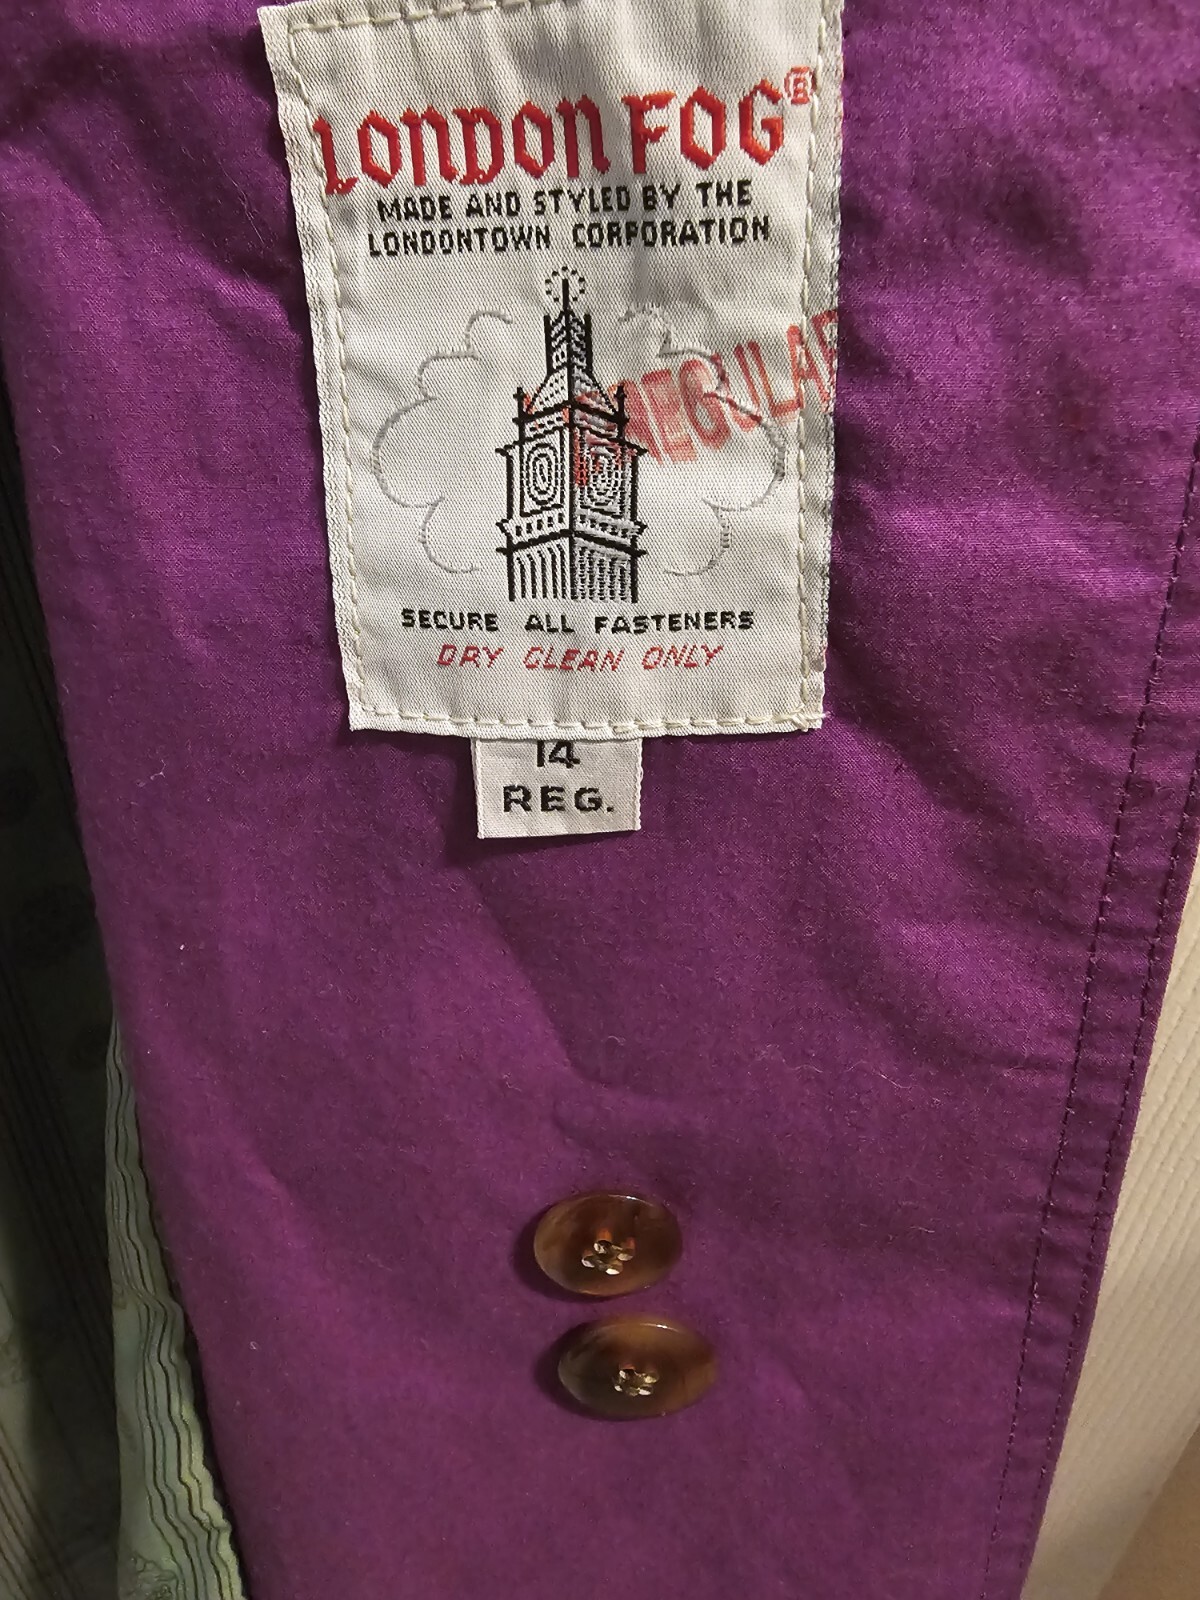 LONDON FOG®
MADE AND STYLED BY THE
LONDONTOWN CORPORATION
SECURE ALL FASTENERS
DRY CLEAN ONLY
14
REG.